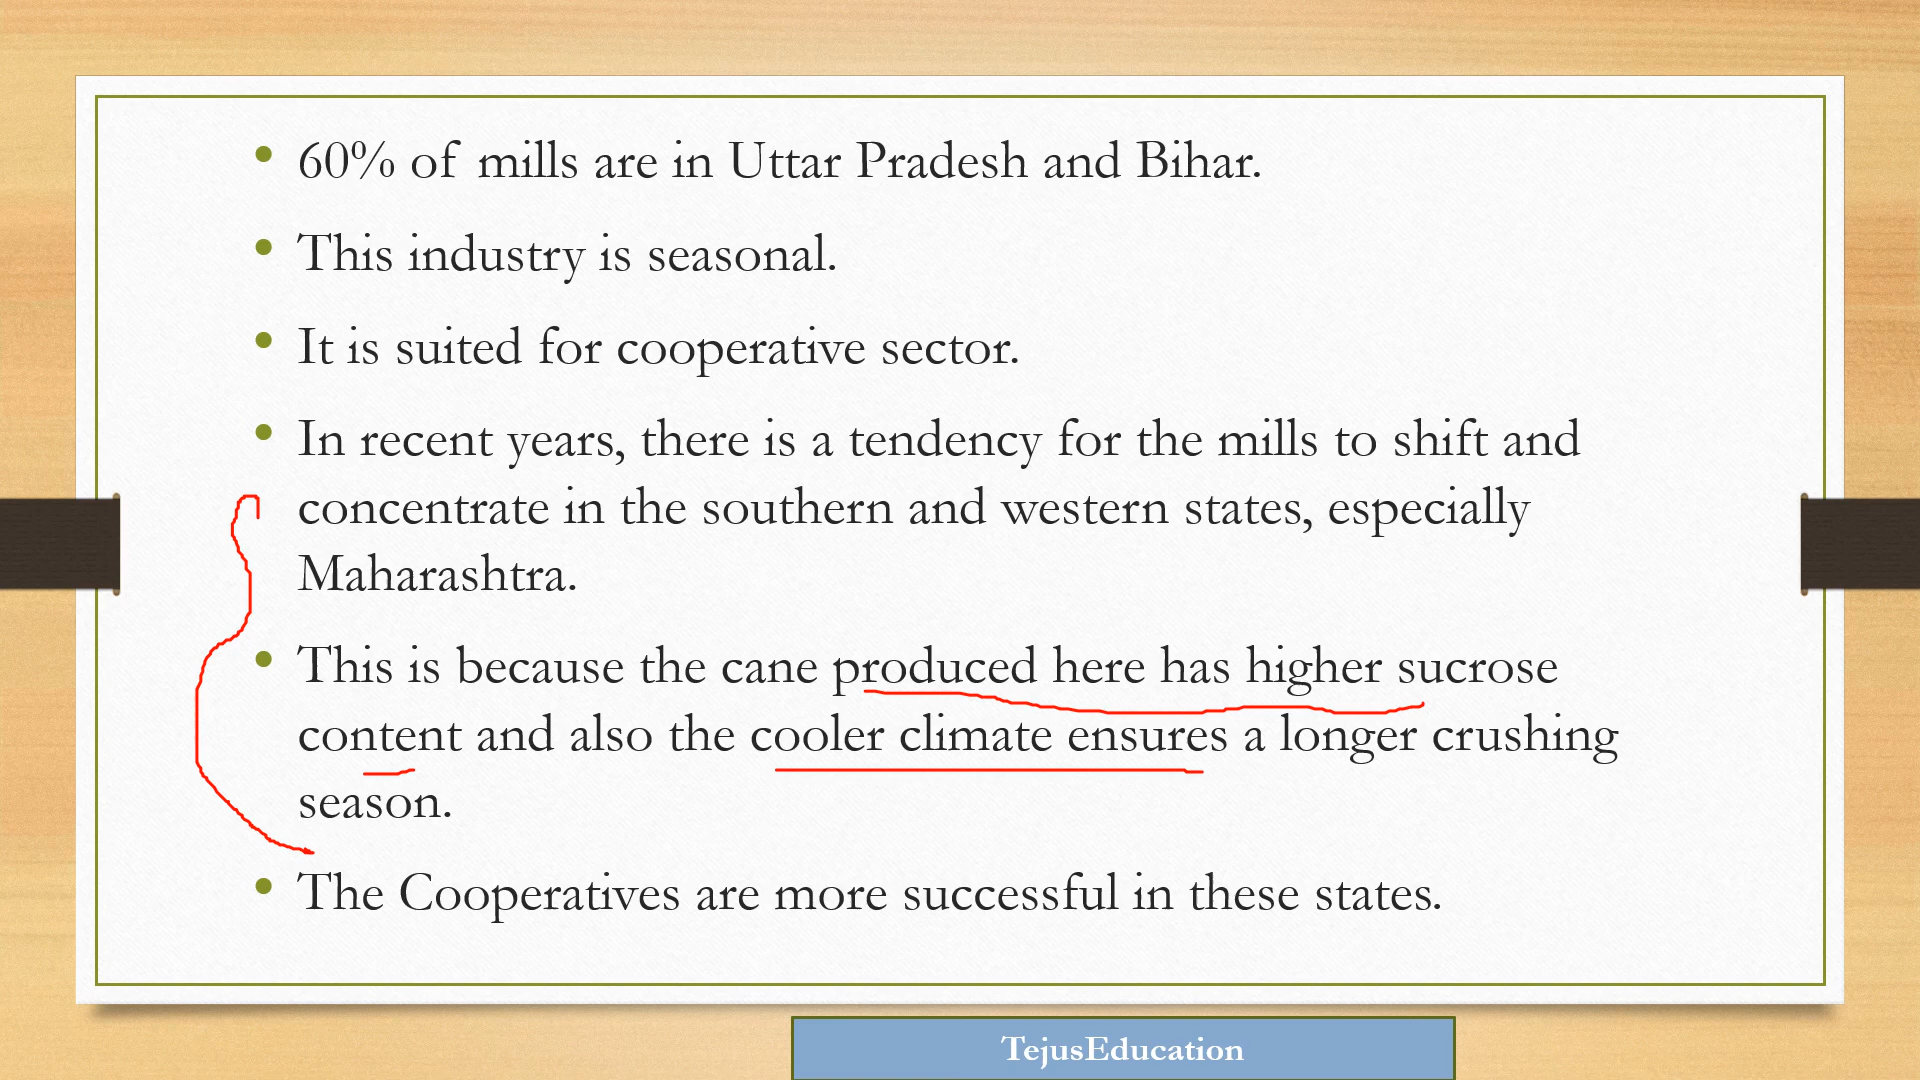 • 60% of mills are in Uttar Pradesh and Bihar.
• This industry is seasonal.
• It is suited for cooperative sector.
• In recent years, there is a tendency for the mills to shift and
concentrate in the southern and western states, especially
Maharashtra.
• This is because the cane produced here has higher sucrose
content and also the cooler climate ensures a longer crushing
season.
• The Cooperatives are more successful in these states.
TejusEducation